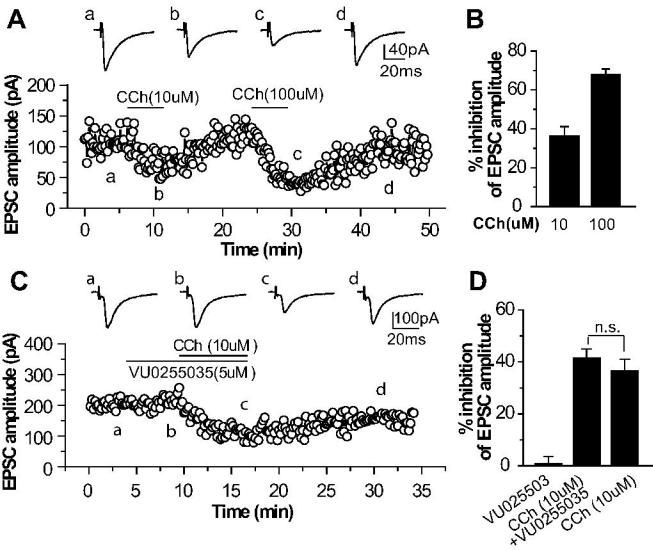 A
a
b
c
d
40pA
20ms
EPSC amplitude (pA)
200
150
100
50
0
CCh(10uM)
CCh(100uM)
a
b
c
d
0
10
20
30
40
50
Time (min)
B
% inhibition
of EPSC amplitude
80
60
40
20
0
CCh(uM)
10
100
C
a
b
c
d
100pA
20ms
EPSC amplitude (pA)
400
300
200
100
0
CCh (10uM)
VU0255035(5uM)
a
b
c
d
0
5
10
15
20
25
30
35
Time (min)
D
% inhibition
of EPSC amplitude
60
40
20
0
n.s.
VU025503
CCh (10uM)
+VU0255035
CCh (10uM)